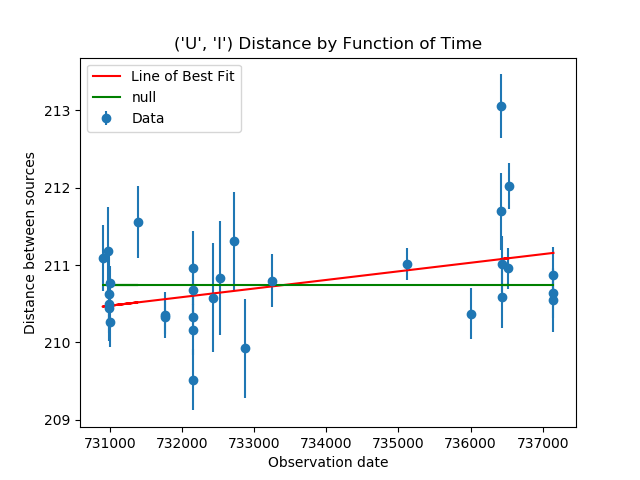 ('U', 'I') Distance by Function of Time
Line of Best Fit
null
Data
Distance between sources
213
212
211
210
209
731000 732000 733000 734000 735000 736000 737000
Observation date